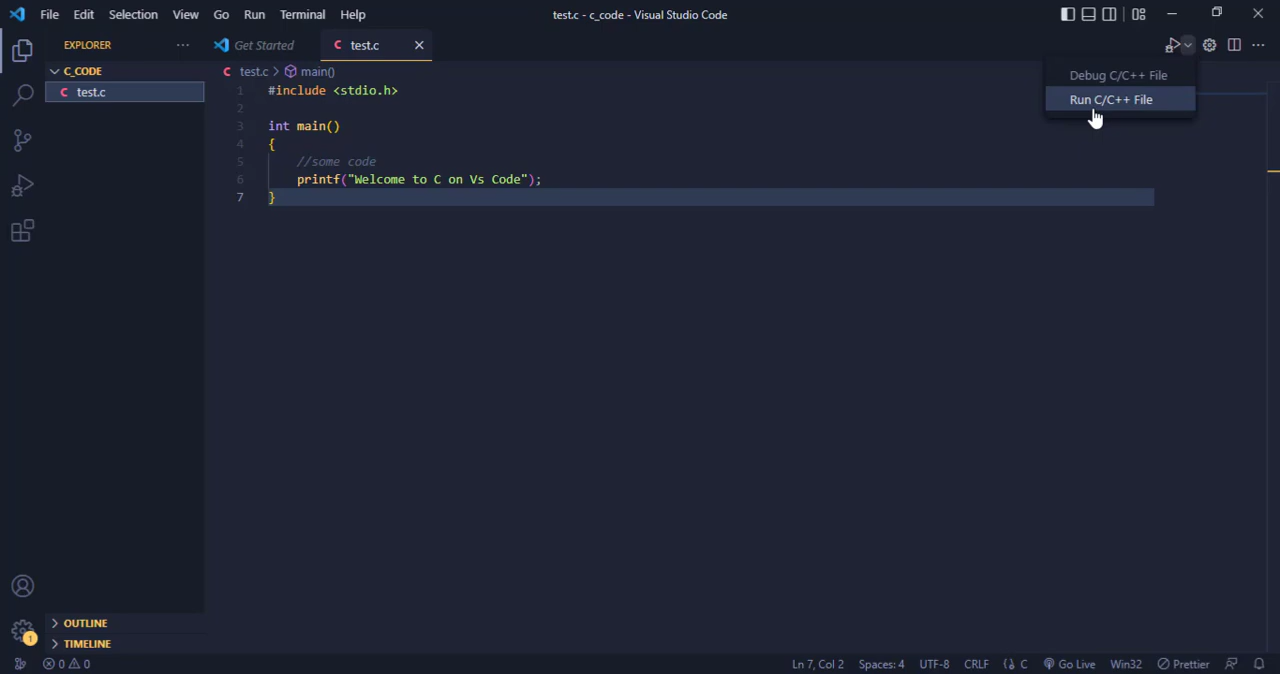 File Edit Selection View Go Run Terminal Help
test.c - c_code - Visual Studio Code
EXPLORER
Get Started
C test.c
C_CODE
C test.c
C test.c > main()
Debug C/C++ File
Run C/C++ File
1 #include <stdio.h>
2
3 int main()
4 {
5 //some code
6 printf("Welcome to C on Vs Code");
7 }
OUTLINE
1
TIMELINE
0 0
Ln 7, Col 2 Spaces: 4 UTF-8 CRLF {} C Go Live Win32 Prettier